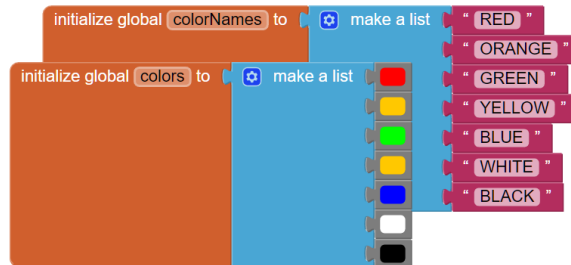 initialize global colorNames to make a list " RED "
" ORANGE "
initialize global colors to make a list " GREEN "
" YELLOW "
" BLUE "
" WHITE "
" BLACK "